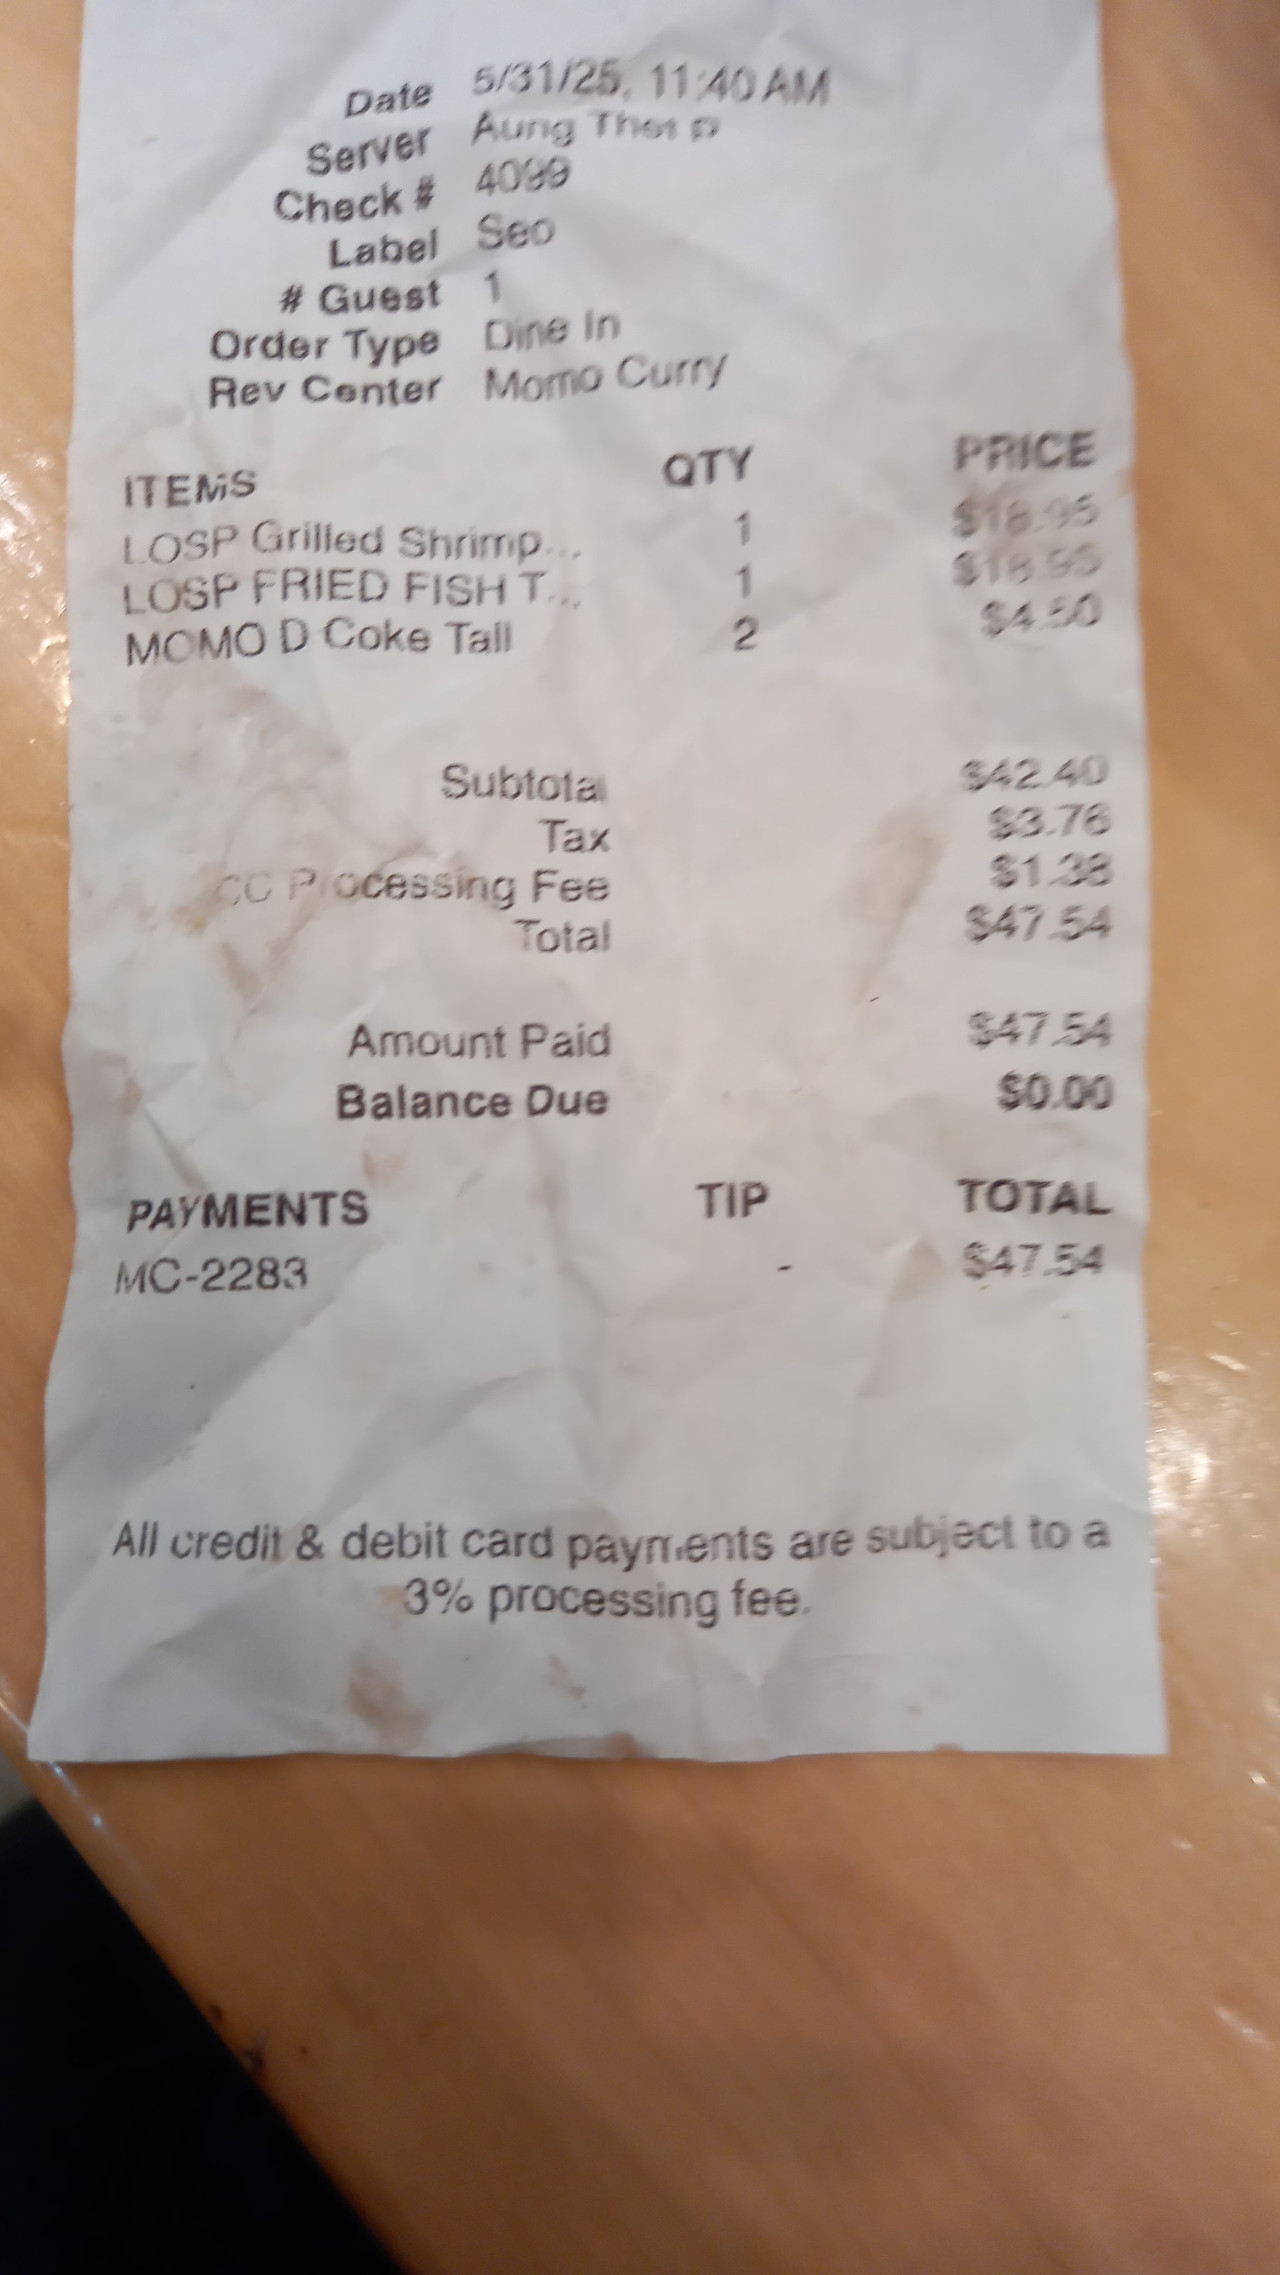 Date 5/31/25, 11:40 AM
Server Aung Thet p
Check # 4099
Label Seo
# Guest 1
Order Type Dine In
Rev Center Momo Curry
ITEMS QTY PRICE
LOSP Grilled Shrimp... 1 $18.95
LOSP FRIED FISH T... 1 $18.95
MOMO D Coke Tall 2 $4.50
Subtotal $42.40
Tax $3.76
CC Processing Fee $1.38
Total $47.54
Amount Paid $47.54
Balance Due $0.00
PAYMENTS TIP TOTAL
MC-2283 - $47.54
All credit & debit card payments are subject to a
3% processing fee.